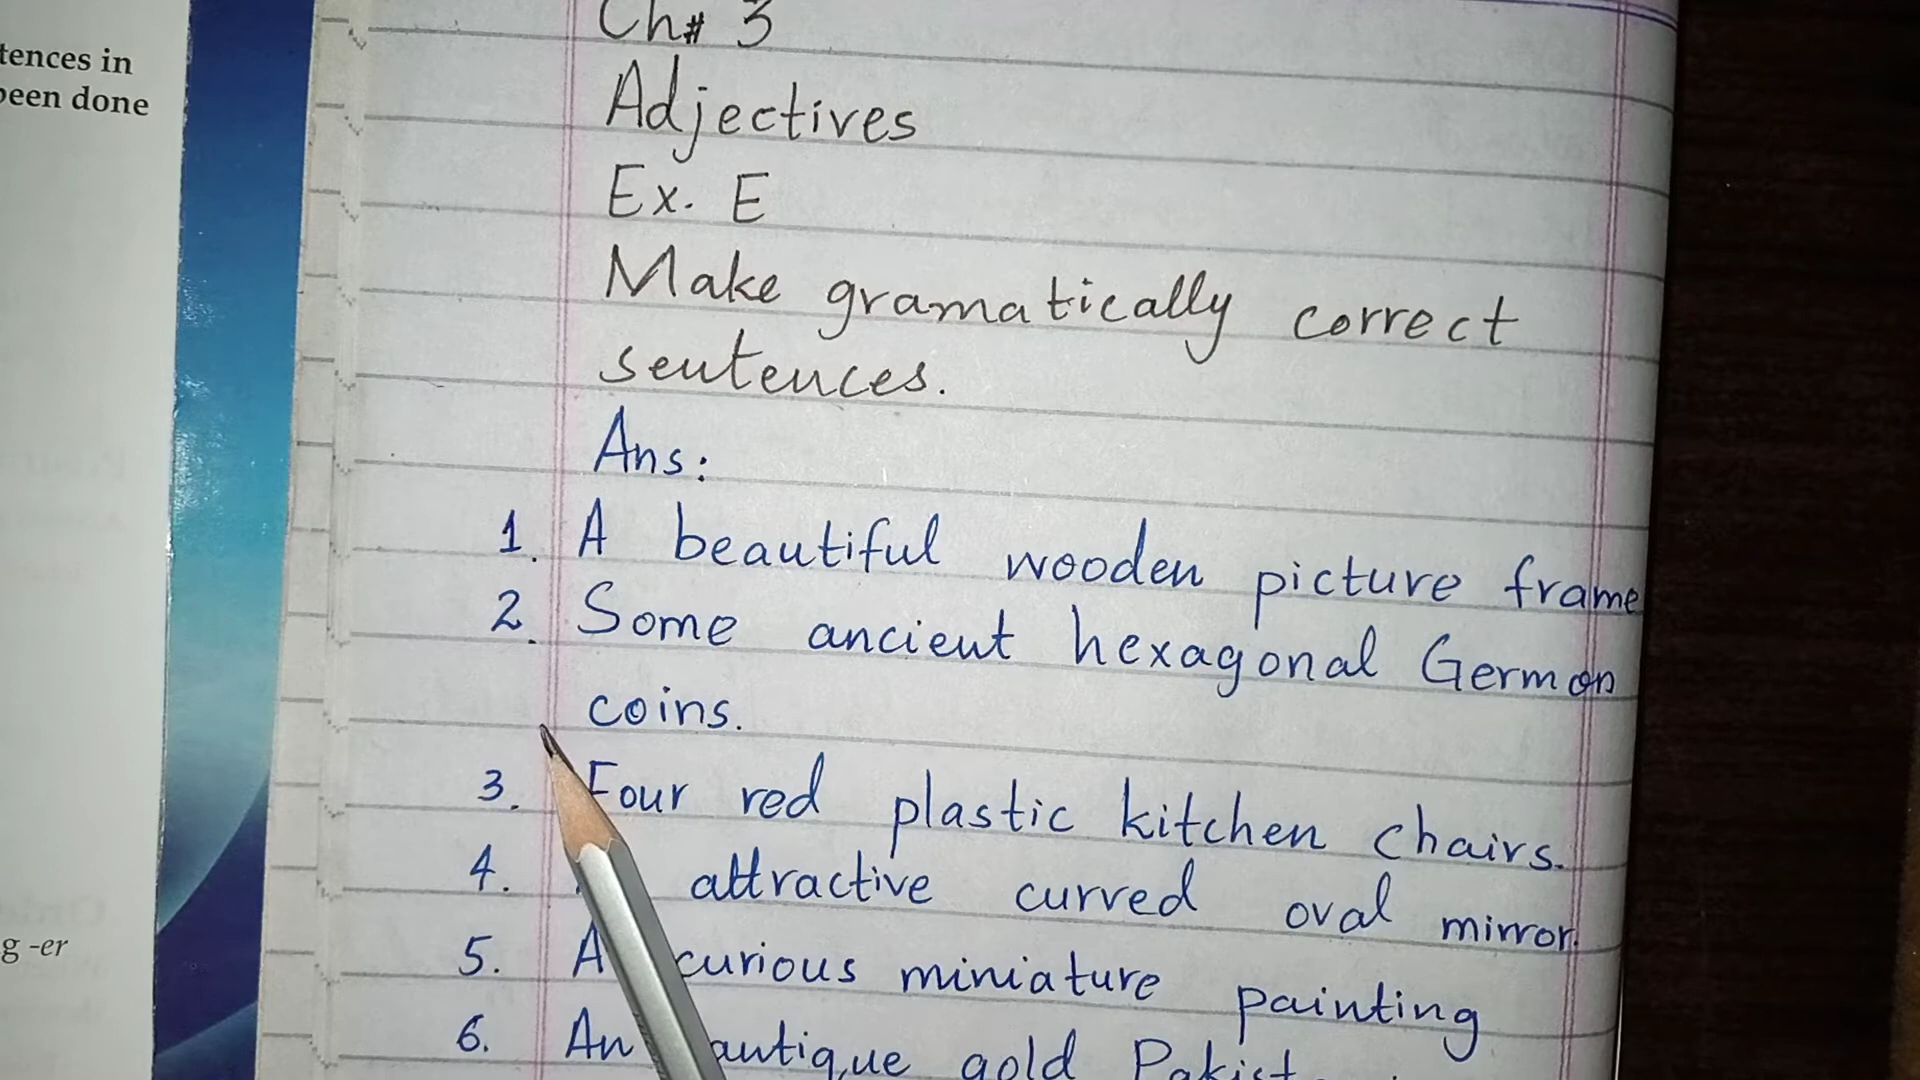 tences in
been done
g -er
Ch# 3
Adjectives
Ex. E
Make gramatically correct
sentences.
Ans:
1. A beautiful wooden picture frame
2. Some ancient hexagonal German
coins.
3. Four red plastic kitchen chairs.
4. attractive curved oval mirror.
5. A curious miniature painting
6. An antique gold